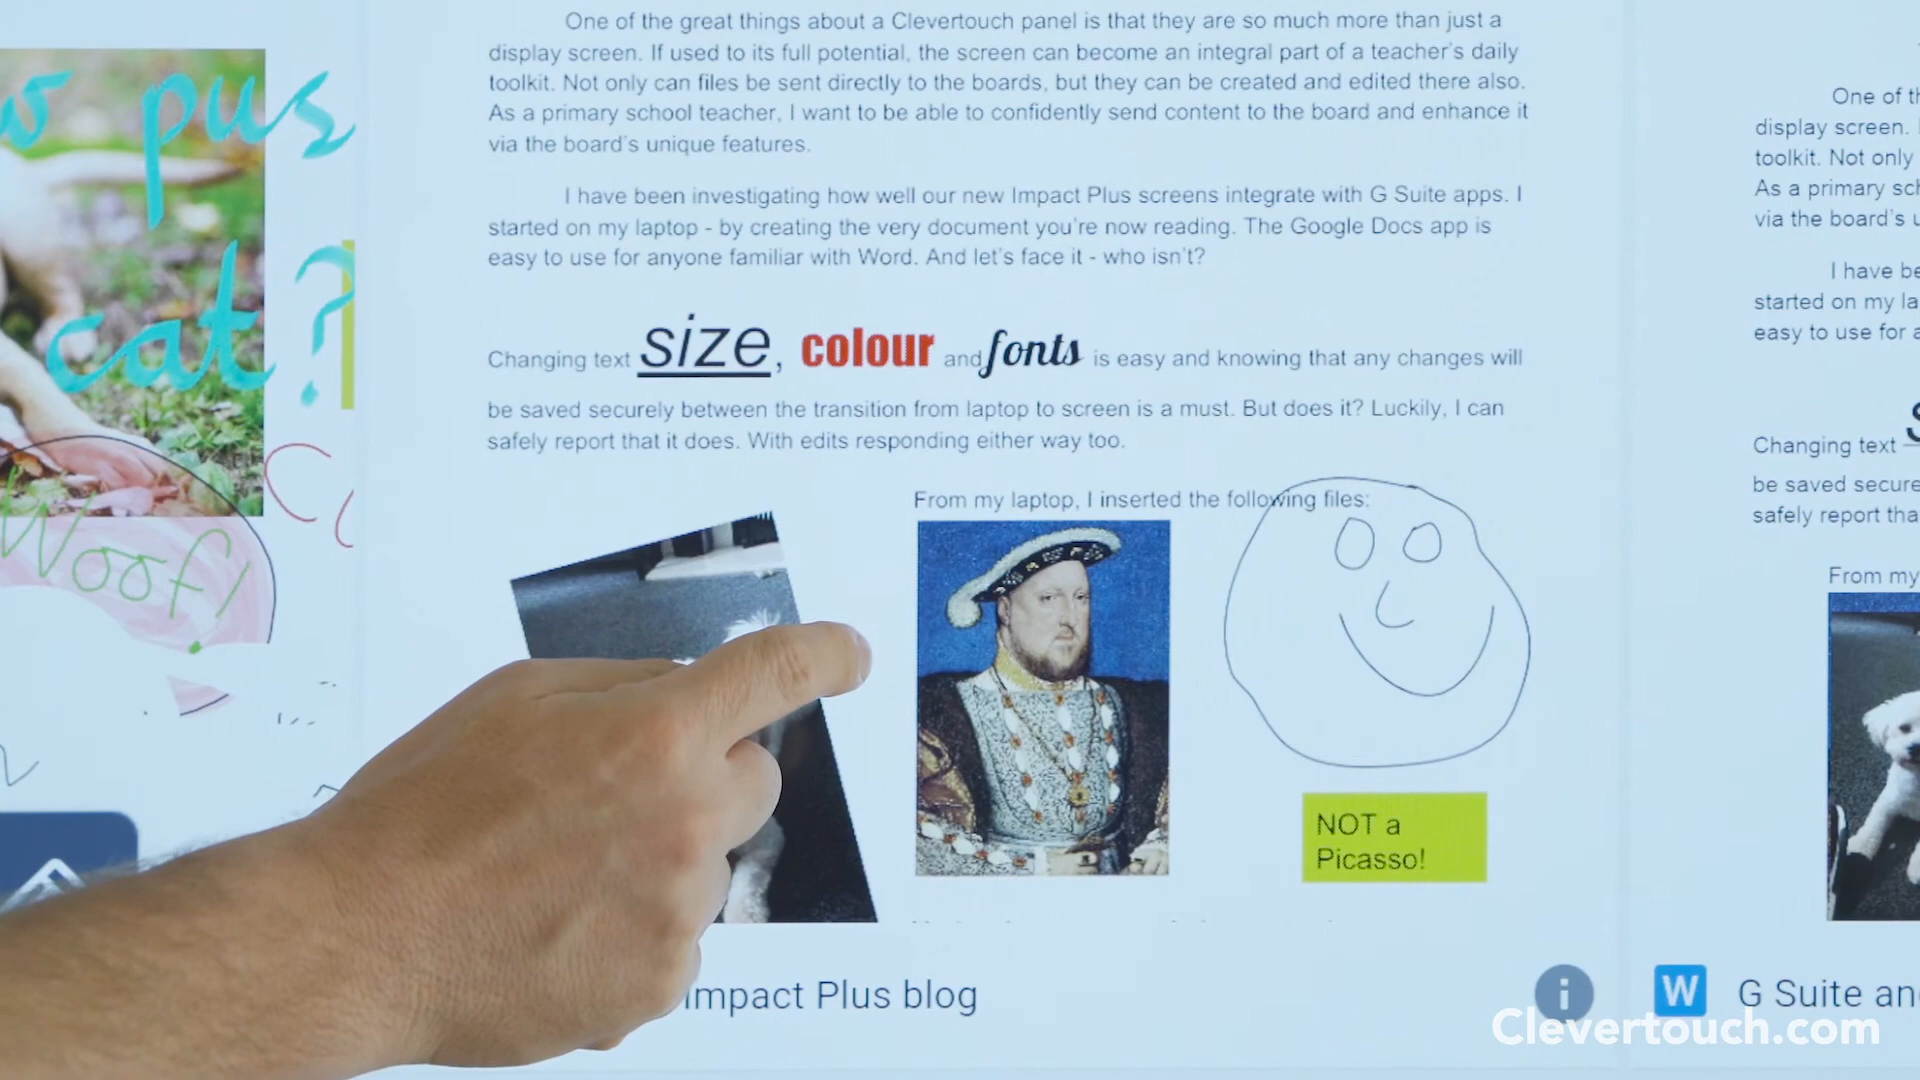 pus
cat?
Woof!
One of the great things about a Clevertouch panel is that they are so much more than just a
display screen. If used to its full potential, the screen can become an integral part of a teacher's daily
toolkit. Not only can files be sent directly to the boards, but they can be created and edited there also.
As a primary school teacher, I want to be able to confidently send content to the board and enhance it
via the board's unique features.
I have been investigating how well our new Impact Plus screens integrate with G Suite apps. I
started on my laptop - by creating the very document you're now reading. The Google Docs app is
easy to use for anyone familiar with Word. And let's face it - who isn't?
Changing text size, colour and fonts is easy and knowing that any changes will
be saved securely between the transition from laptop to screen is a must. But does it? Luckily, I can
safely report that it does. With edits responding either way too.
From my laptop, I inserted the following files:
NOT a
Picasso!
Impact Plus blog
i
One of
display screen.
toolkit. Not only
As a primary
via the board's
I have
started on my
easy to use for
Changing text
be saved
safely report
From my
W G Suite
Clevertouch.com